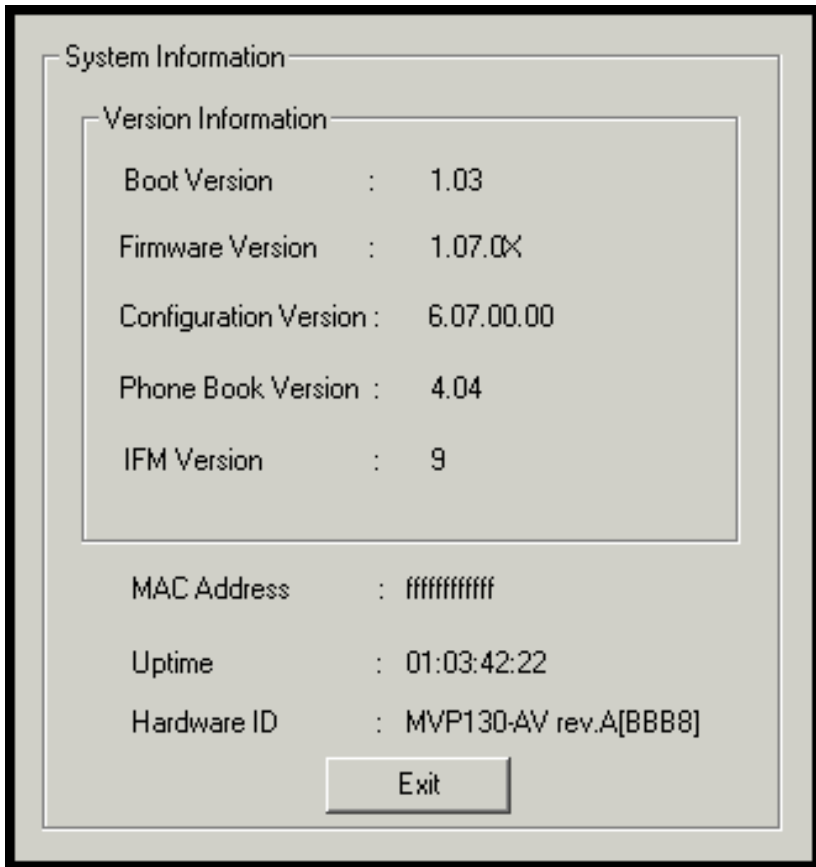 System Information
Version Information
Boot Version : 1.03
Firmware Version : 1.07.0X
Configuration Version : 6.07.00.00
Phone Book Version : 4.04
IFM Version : 9
MAC Address : ffffffffffff
Uptime : 01:03:42:22
Hardware ID : MVP130-AV rev.A[BBB8]
Exit